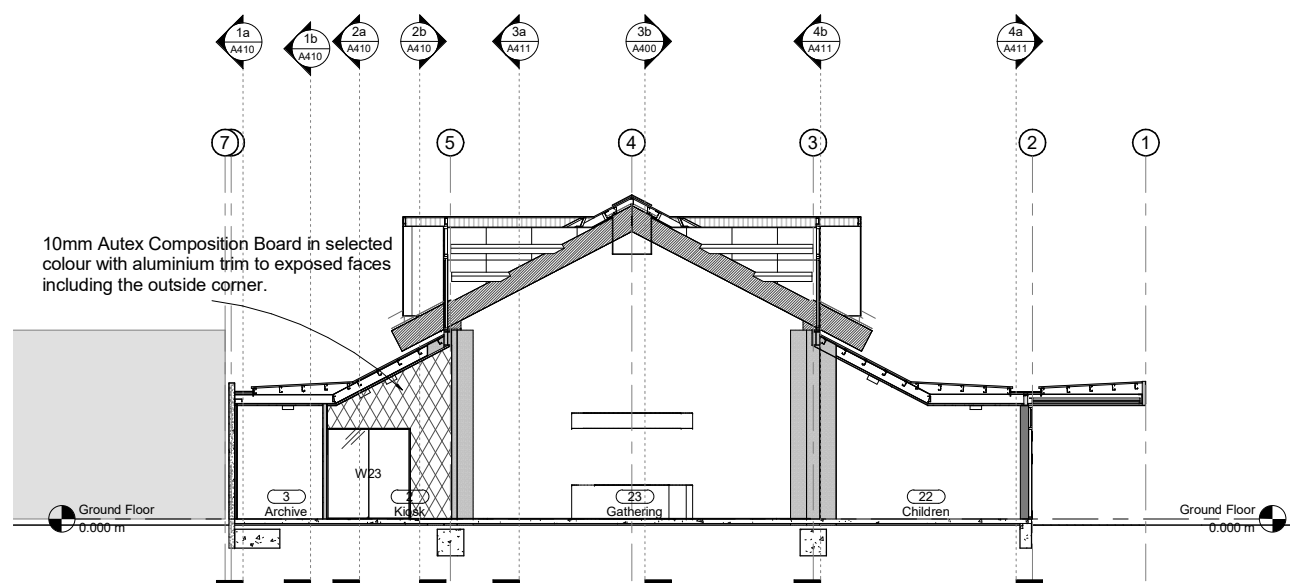 1a
A410
1b
A410
2a
A410
2b
A410
3a
A411
3b
A400
4b
A411
4a
A411
7
5
4
3
2
1
10mm Autex Composition Board in selected
colour with aluminium trim to exposed faces
including the outside corner.
W23
3
Archive
2
Kiosk
23
Gathering
22
Children
Ground Floor
0.000 m
Ground Floor
0.000 m